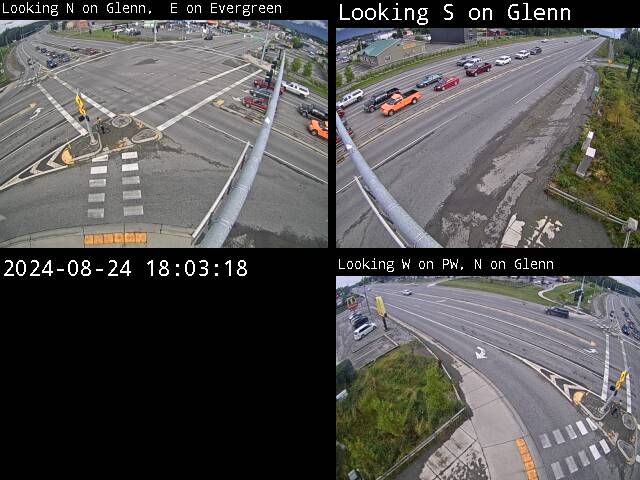 Looking N on Glenn, E on Evergreen
Looking S on Glenn
2024-08-24 18:03:18
Looking W on PW, N on Glenn